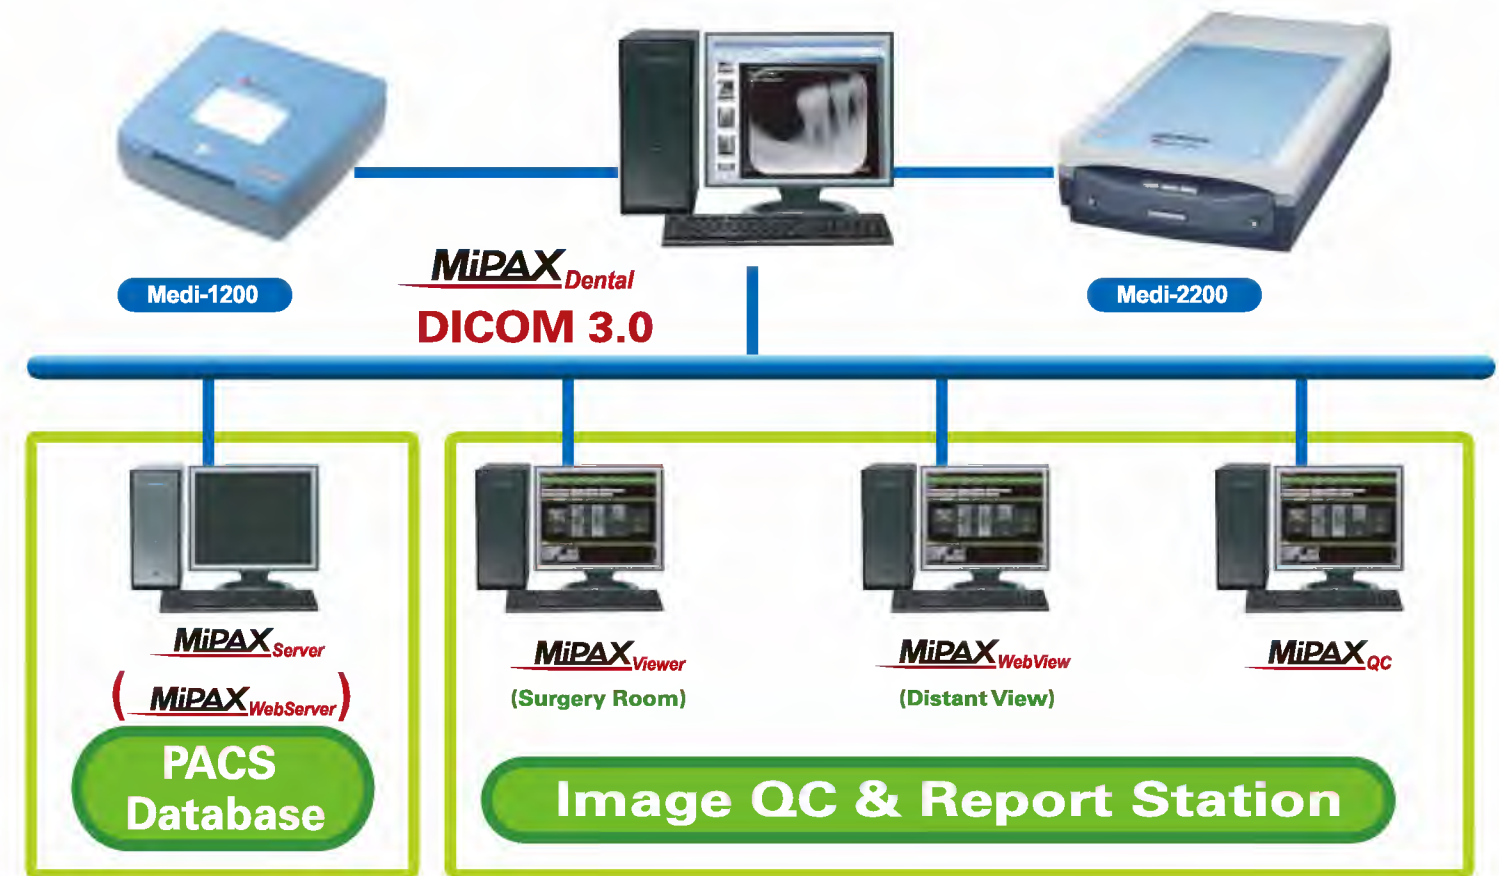 Medi-1200
MiPAX Dental
DICOM 3.0
Medi-2200
MiPAX Server
(MiPAX WebServer)
PACS
Database
MiPAX Viewer
(Surgery Room)
MiPAX WebView
(Distant View)
MiPAX QC
Image QC & Report Station